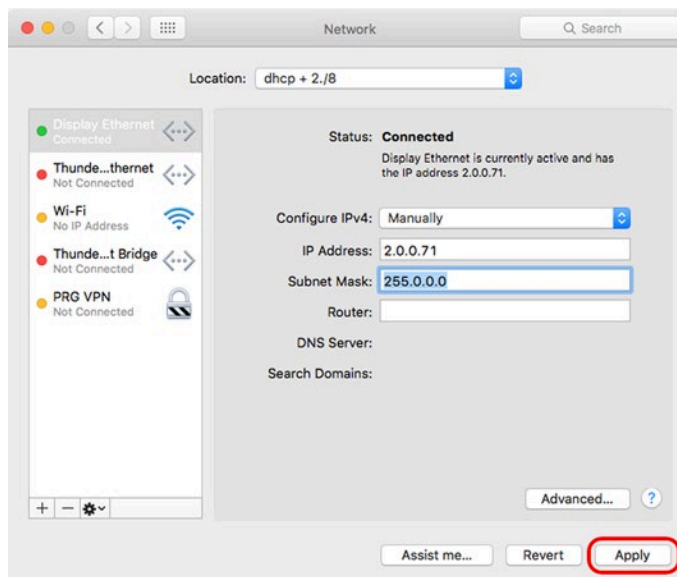 Network
Search
Location: dhcp + 2./8
Display Ethernet
Connected
Thunde...thernet
Not Connected
Wi-Fi
No IP Address
Thunde...t Bridge
Not Connected
PRG VPN
Not Connected
Status: Connected
Display Ethernet is currently active and has
the IP address 2.0.0.71.
Configure IPv4: Manually
IP Address: 2.0.0.71
Subnet Mask: 255.0.0.0
Router:
DNS Server:
Search Domains:
Advanced... ?
Assist me... Revert Apply